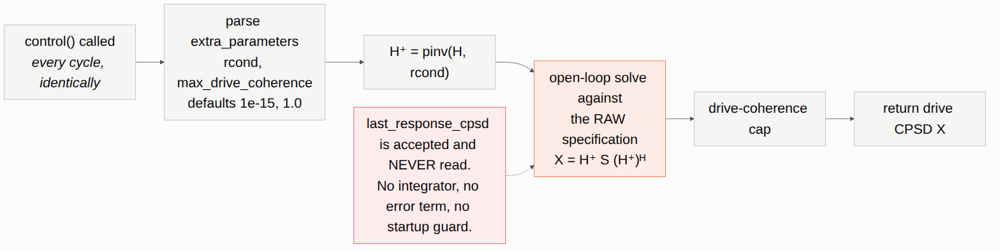 control() called
every cycle,
identically
parse
extra_parameters
rcond,
max_drive_coherence
defaults 1e-15, 1.0
H⁺ = pinv(H,
rcond)
last_response_cpsd
is accepted and
NEVER read.
No integrator, no
error term, no
startup guard.
open-loop solve
against
the RAW
specification
X = H⁺ S (H⁺)ᴴ
drive-coherence
cap
return drive
CPSD X